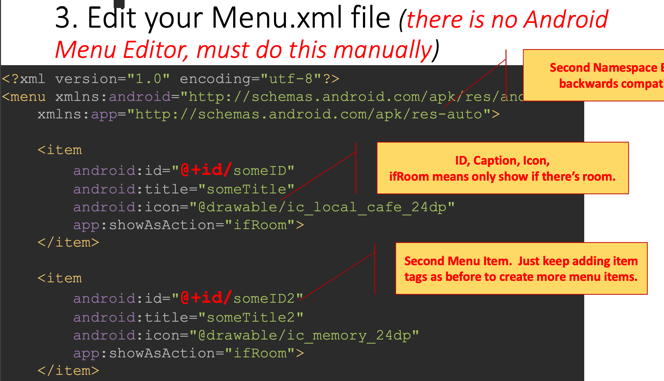 3. Edit your Menu.xml file (there is no Android
Menu Editor, must do this manually)
<?xml version="1.0" encoding="utf-8"?>
<menu xmlns:android="http://schemas.android.com/apk/res/and
Second Namespace
backwards compat
xmlns:app="http://schemas.android.com/apk/res-auto">
<item
android:id="@+id/someID"
android:title="someTitle"
android:icon="@drawable/ic_local_cafe_24dp"
app:showAsAction="ifRoom">
</item>
ID, Caption, Icon,
ifRoom means only show if there's room.
<item
android:id="@+id/someID2"
android:title="someTitle2"
android:icon="@drawable/ic_memory_24dp"
app:showAsAction="ifRoom">
</item>
Second Menu Item. Just keep adding item
tags as before to create more menu items.